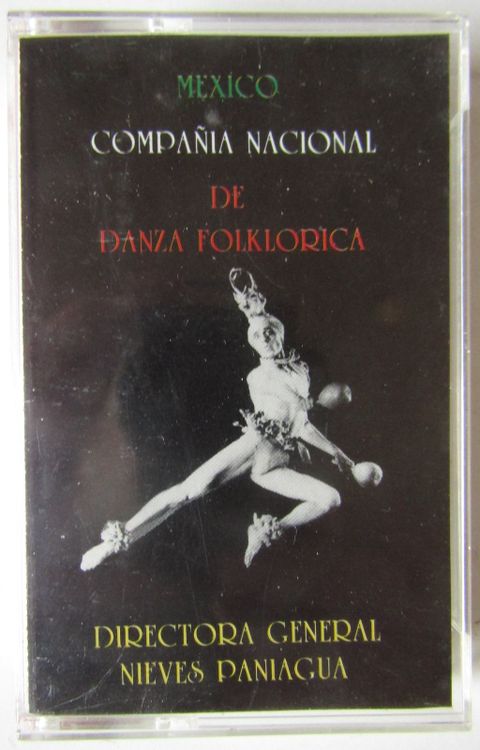 MEXICO
COMPAÑIA NACIONAL
DE
DANZA FOLKLORICA
DIRECTORA GENERAL
NIEVES PANIAGUA